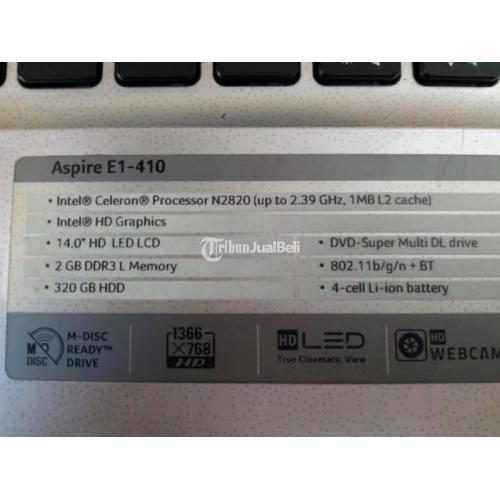 Aspire E1-410
• Intel® Celeron® Processor N2820 (up to 2.39 GHz, 1MB L2 cache)
• Intel® HD Graphics
• 14.0" HD LED LCD
• 2 GB DDR3 L Memory
• 320 GB HDD
• DVD-Super Multi DL drive
• 802.11b/g/n + BT
• 4-cell Li-ion battery
TribunJualBeli
M DISC
M-DISC
READY™
DRIVE
1366
X768
HD
HD LED
True Cinematic View
HD
WEBCAM